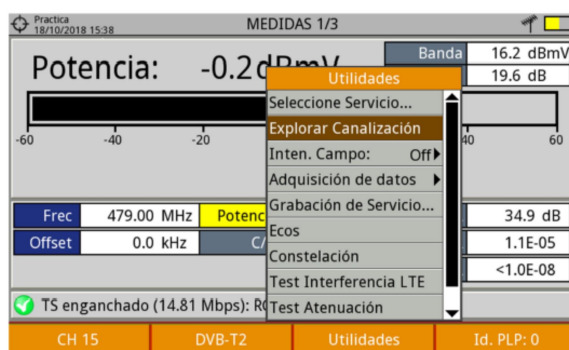 Practica
18/10/2018 15:38
MEDIDAS 1/3
Potencia: -0.2
Banda 16.2 dBmV
19.6 dB
Utilidades
Seleccione Servicio...
Explorar Canalización
Inten. Campo: Off
Adquisición de datos
Grabación de Servicio...
Ecos
Constelación
Test Interferencia LTE
Test Atenuación
-60 -40 -20 40 60
Frec 479.00 MHz 34.9 dB
Offset 0.0 kHz 1.1E-05
<1.0E-08
TS enganchado (14.81 Mbps):
CH 15 DVB-T2 Utilidades Id. PLP: 0